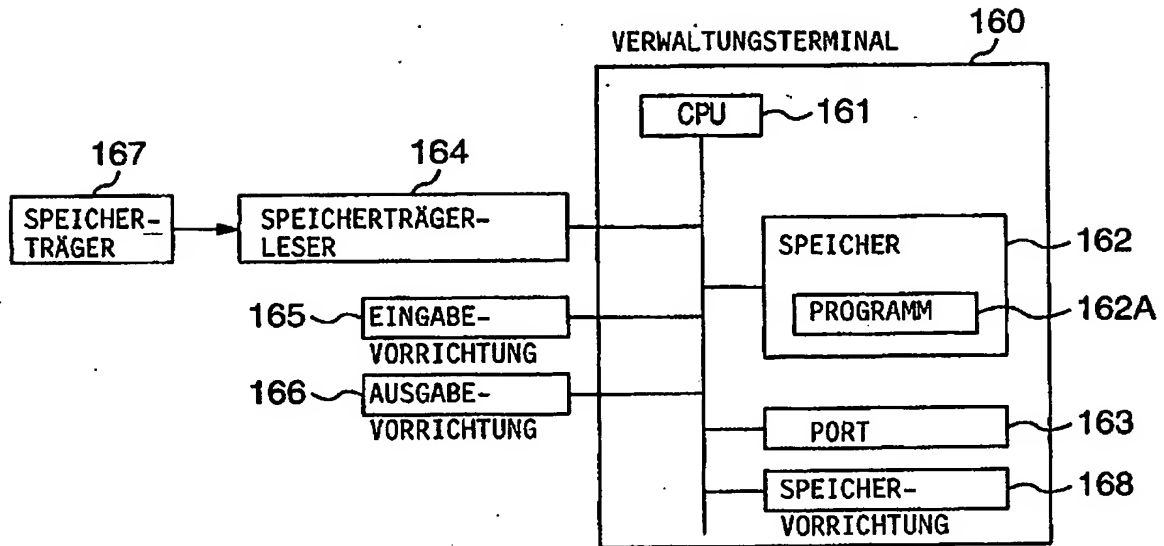 VERWALTUNGSTERMINAL
160
CPU
161
167
164
SPEICHER-
TRÄGER
SPEICHERTRÄGER-
LESER
SPEICHER
162
PROGRAMM
162A
165
EINGABE-
VORRICHTUNG
166
AUSGABE-
VORRICHTUNG
PORT
163
SPEICHER-
VORRICHTUNG
168